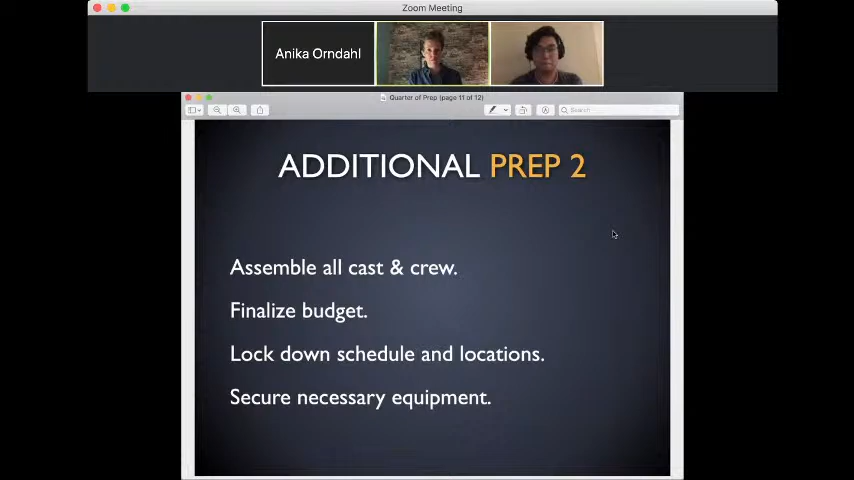 Zoom Meeting
Anika Orndahl
Quarter of Prep (page 11 of 12)
Search
ADDITIONAL PREP 2
Assemble all cast & crew.
Finalize budget.
Lock down schedule and locations.
Secure necessary equipment.